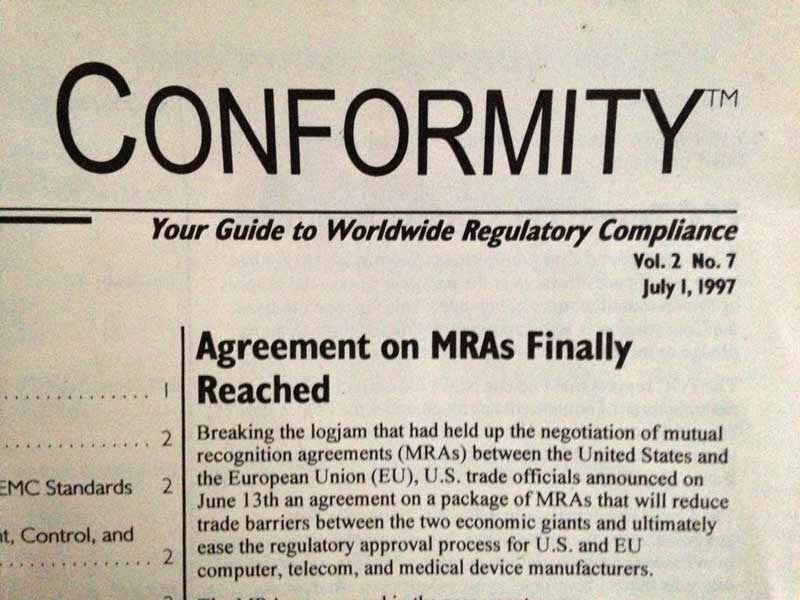 CONFORMITY™
Your Guide to Worldwide Regulatory Compliance
Vol. 2 No. 7
July 1, 1997
............. 1
............. 2
EMC Standards 2
t, Control, and
............. 2
Agreement on MRAs Finally
Reached
Breaking the logjam that had held up the negotiation of mutual
recognition agreements (MRAs) between the United States and
the European Union (EU), U.S. trade officials announced on
June 13th an agreement on a package of MRAs that will reduce
trade barriers between the two economic giants and ultimately
ease the regulatory approval process for U.S. and EU
computer, telecom, and medical device manufacturers.